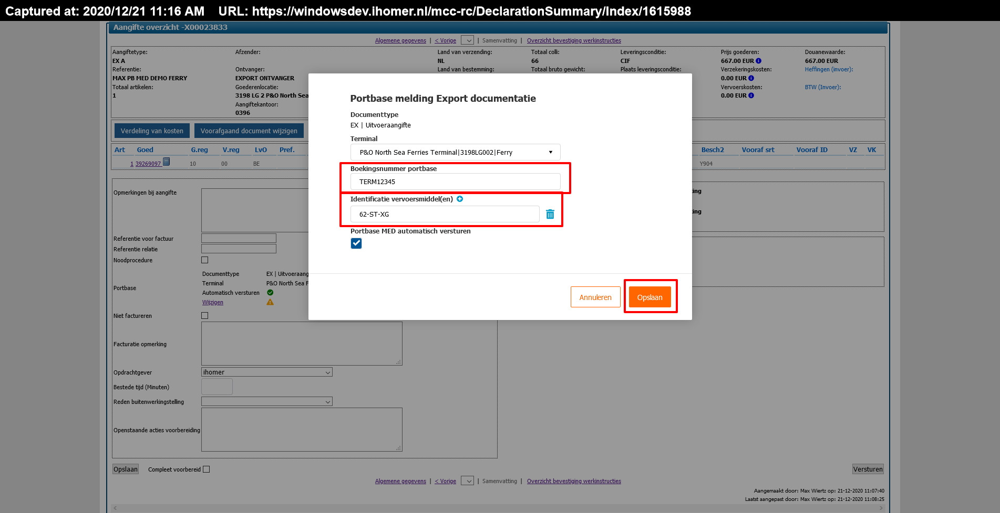 Captured at: 2020/12/21 11:16 AM    URL: https://windowsdev.ihomer.nl/mcc-rc/DeclarationSummary/Index/1615988
Aangifte overzicht -X00023833
Algemene gegevens | < Vorige | Samenvatting | Overzicht bevestiging werkinstructies
Aangiftetype: Afzender: Land van verzending: Totaal colli: Leveringsconditie: Prijs goederen: Douanewaarde:
EX A NL 66 CIF 667.00 EUR 667.00 EUR
Referentie: Ontvanger: Land van bestemming: Totaal bruto gewicht: Plaats leveringsconditie: Verzekeringskosten: Heffingen (invoer):
MAX PB MED DEMO FERRY EXPORT ONTVANGER 0.00 EUR
Totaal artikelen: Goederenlocatie: Vervoerskosten: BTW (Invoer):
1 3198 LG 2 P&O North Sea 0.00 EUR
Aangiftekantoor:
0396
Verdeling van kosten Voorafgaand document wijzigen
Art Goed G.reg V.reg LvO Pref. Besch2 Vooraf srt Vooraf ID VZ VK
1 39269097 10 00 BE Y904
Portbase melding Export documentatie
Documenttype
EX | Uitvoeraangifte
Terminal
P&O North Sea Ferries Terminal|3198LG002|Ferry
Boekingsnummer portbase
TERM12345
Identificatie vervoersmiddel(en)
62-ST-XG
Portbase MED automatisch versturen
Annuleren Opslaan
Opmerkingen bij aangifte
ing
ing
Referentie voor factuur
Referentie relatie
Noodprocedure
Portbase
Documenttype EX | Uitvoeraang
Terminal P&O North Sea F
Automatisch versturen
Wijzigen
Niet factureren
Facturatie opmerking
Opdrachtgever ihomer
Bestede tijd (Minuten)
Reden buitenwerkingstelling
Openstaande acties voorbereiding
Opslaan Compleet voorbereid Versturen
Algemene gegevens | < Vorige | Samenvatting | Overzicht bevestiging werkinstructies
Aangemaakt door: Max Wiertz op: 21-12-2020 11:07:40
Laatst aangepast door: Max Wiertz op: 21-12-2020 11:08:25